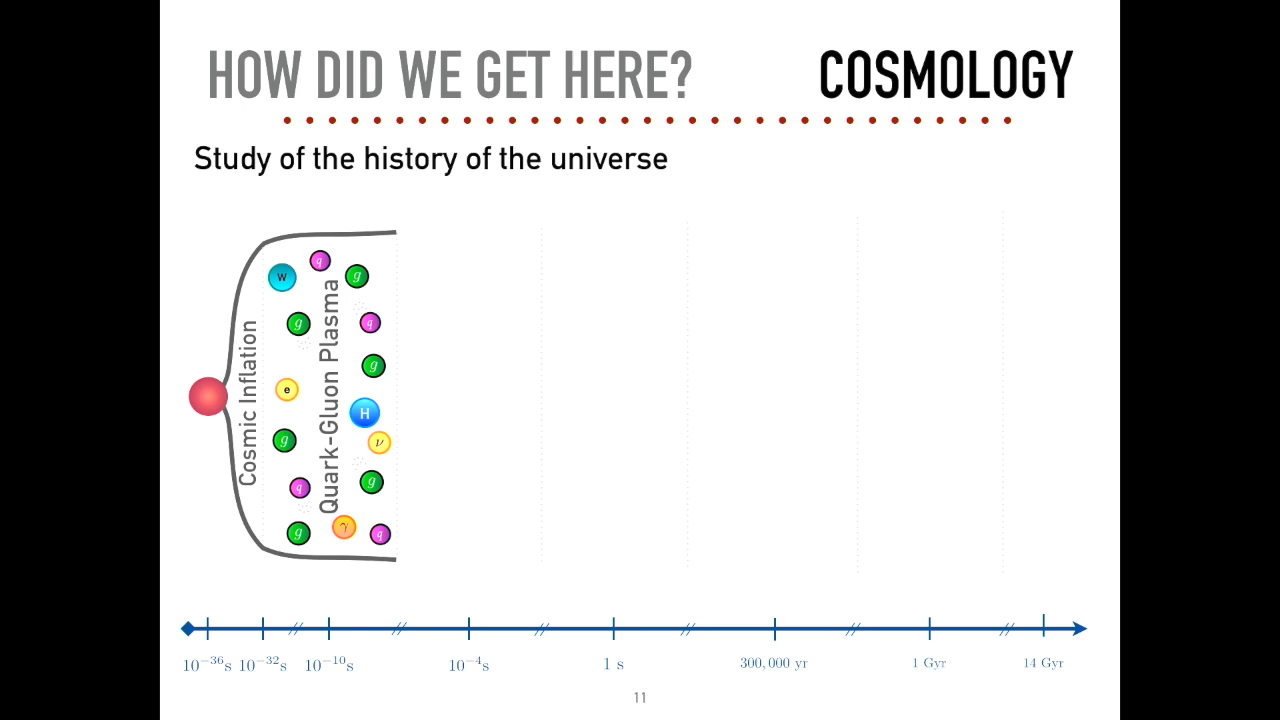 HOW DID WE GET HERE? COSMOLOGY
Study of the history of the universe
Cosmic Inflation
Quark-Gluon Plasma
W
q
g
g
q
g
e
H
g
ν
q
g
g
γ
q
10⁻³⁶s 10⁻³²s 10⁻¹⁰s 10⁻⁴s 1 s 300,000 yr 1 Gyr 14 Gyr
11